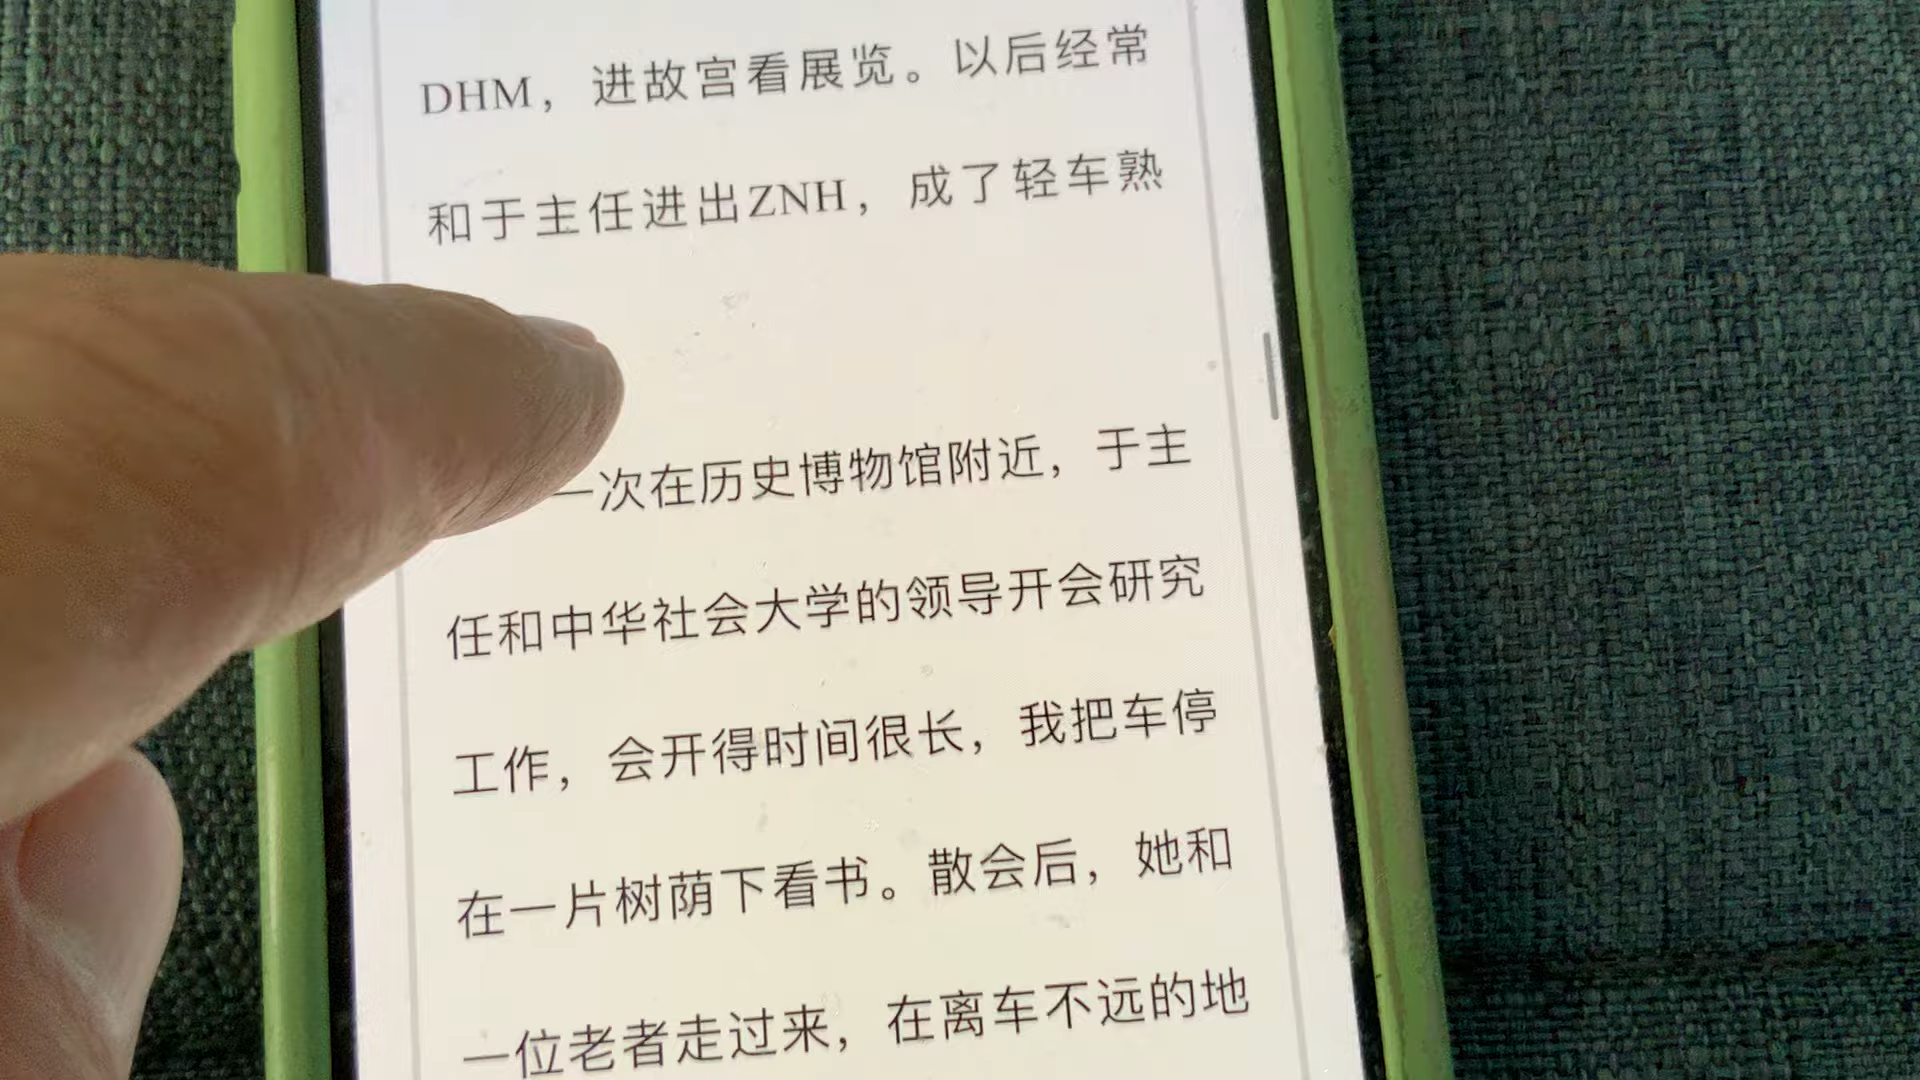 DHM，进故宫看展览。以后经常
和于主任进出ZNH，成了轻车熟
一次在历史博物馆附近，于主
任和中华社会大学的领导开会研究
工作，会开得时间很长，我把车停
在一片树荫下看书。散会后，她和
一位老者走过来，在离车不远的地